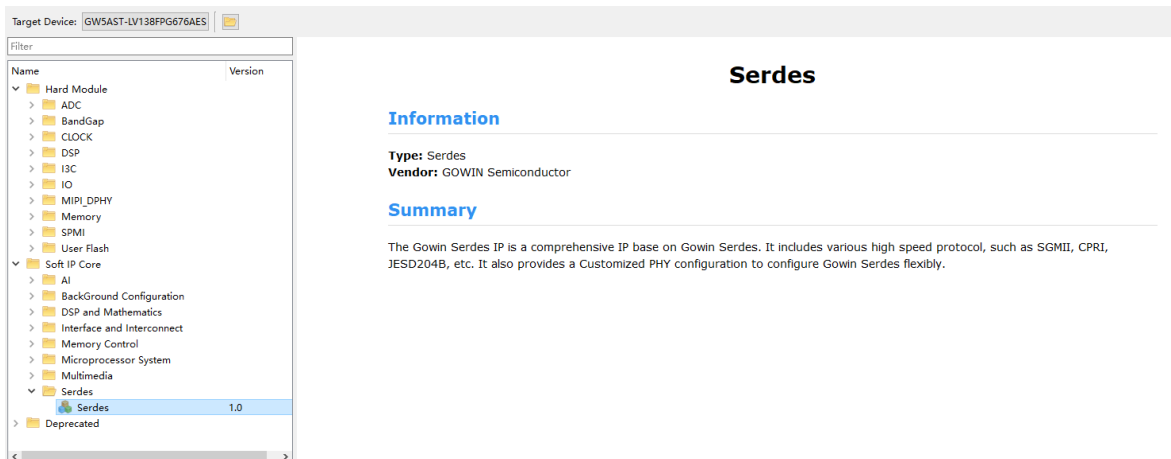 Target Device: GW5AST-LV138FPG676AES
Filter
Name Version
Hard Module
ADC
BandGap
CLOCK
DSP
I3C
IO
MIPI_DPHY
Memory
SPMI
User Flash
Soft IP Core
AI
BackGround Configuration
DSP and Mathematics
Interface and Interconnect
Memory Control
Microprocessor System
Multimedia
Serdes
Serdes 1.0
Deprecated
Serdes
Information
Type: Serdes
Vendor: GOWIN Semiconductor
Summary
The Gowin Serdes IP is a comprehensive IP base on Gowin Serdes. It includes various high speed protocol, such as SGMII, CPRI,
JESD204B, etc. It also provides a Customized PHY configuration to configure Gowin Serdes flexibly.